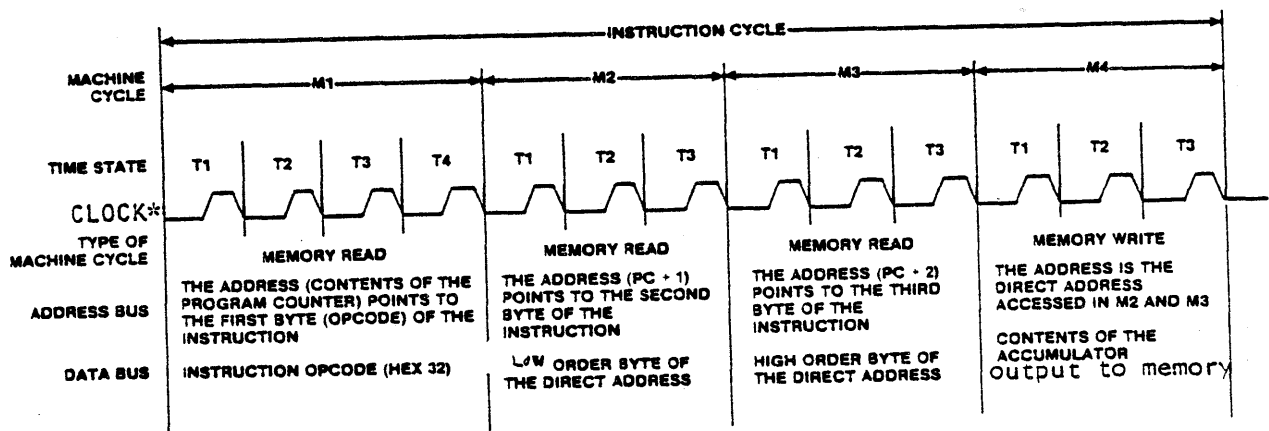 INSTRUCTION CYCLE
MACHINE CYCLE
M1 M2 M3 M4
TIME STATE
T1 T2 T3 T4 T1 T2 T3 T1 T2 T3 T1 T2 T3
CLOCK*
TYPE OF MACHINE CYCLE
MEMORY READ
MEMORY READ
MEMORY READ
MEMORY WRITE
ADDRESS BUS
THE ADDRESS (CONTENTS OF THE
PROGRAM COUNTER) POINTS TO
THE FIRST BYTE (OPCODE) OF THE
INSTRUCTION
THE ADDRESS (PC + 1)
POINTS TO THE SECOND
BYTE OF THE
INSTRUCTION
THE ADDRESS (PC + 2)
POINTS TO THE THIRD
BYTE OF THE
INSTRUCTION
THE ADDRESS IS THE
DIRECT ADDRESS
ACCESSED IN M2 AND M3
DATA BUS
INSTRUCTION OPCODE (HEX 32)
LOW ORDER BYTE OF
THE DIRECT ADDRESS
HIGH ORDER BYTE OF
THE DIRECT ADDRESS
CONTENTS OF THE
ACCUMULATOR
output to memory